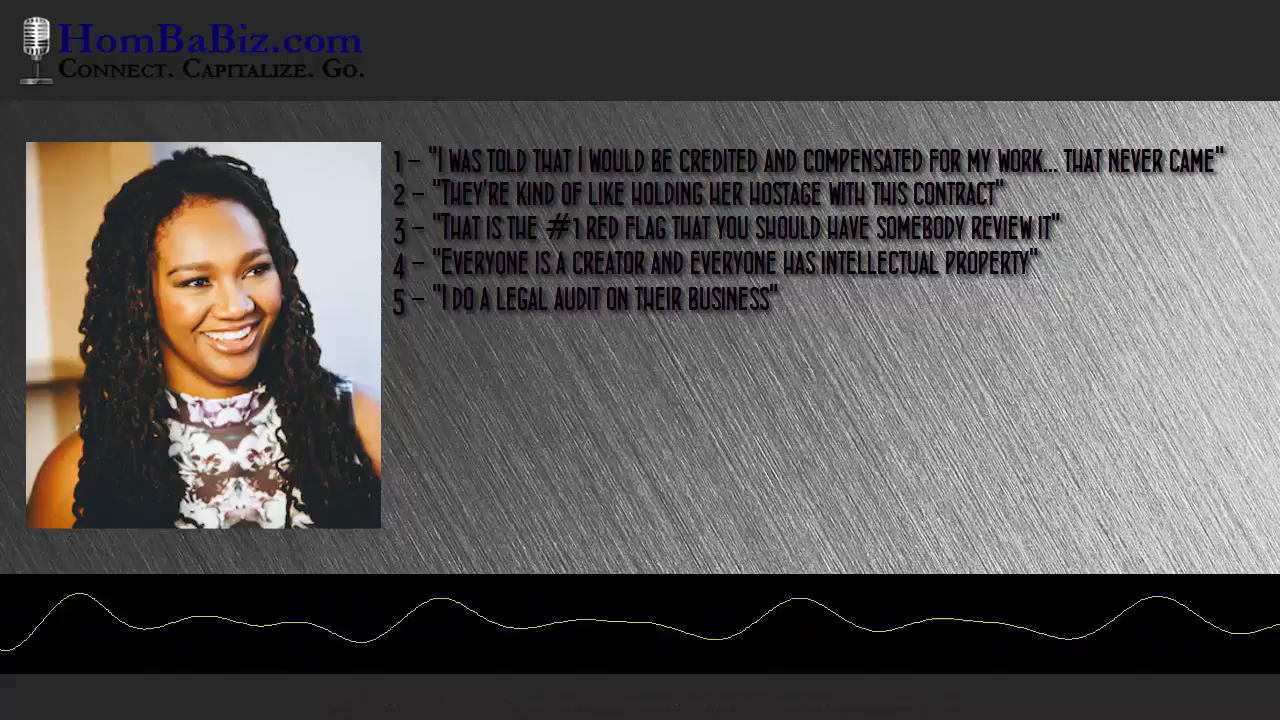 HomBaBiz.com
Connect. Capitalize. Go.
1 – "I was told that I would be credited and compensated for my work... that never came"
2 – "They're kind of like holding her hostage with this contract"
3 – "That is the #1 red flag that you should have somebody review it"
4 – "Everyone is a creator and everyone has intellectual property"
5 – "I do a legal audit on their business"